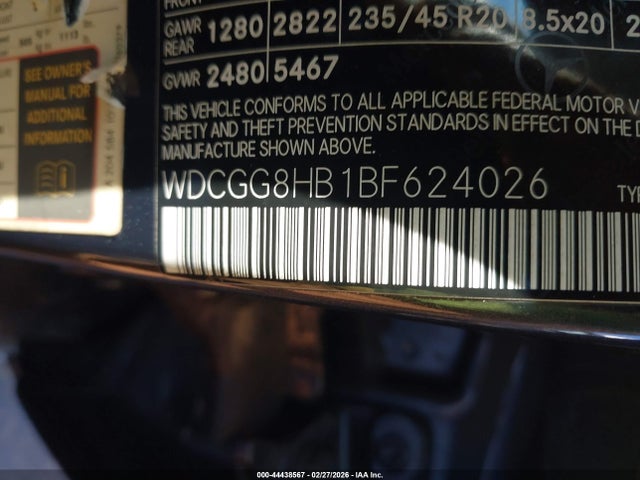 FRONT
GAWR 1280 2822 235/45 R20 8.5x20
REAR
GVWR 2480 5467
THIS VEHICLE CONFORMS TO ALL APPLICABLE FEDERAL MOTOR
SAFETY AND THEFT PREVENTION STANDARDS IN EFFECT ON THE
MANUFACTURE SHOWN ABOVE.
WDCGG8HB1BF624026
SEE OWNER'S
MANUAL FOR
ADDITIONAL
INFORMATION
000-44438567 - 02/27/2026 - Copyright © IAA, Inc.